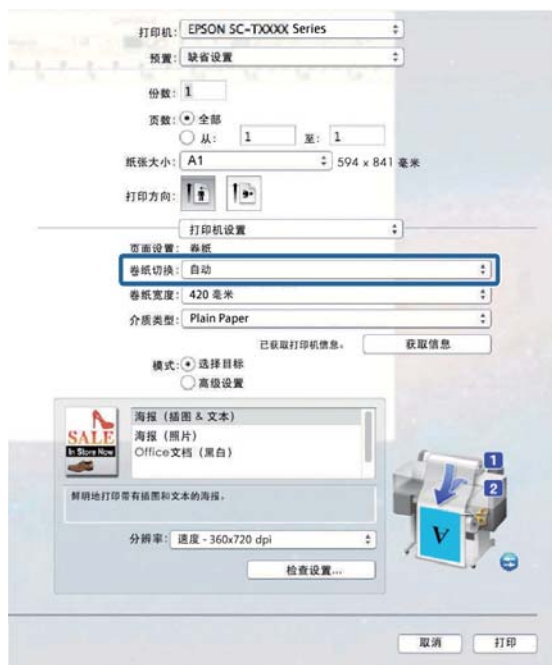 打印机: EPSON SC-TXXXX Series
预置: 缺省设置
份数: 1
页数: 全部
从: 1 至: 1
纸张大小: A1 594 x 841 毫米
打印方向:
打印机设置
页面设置: 卷纸
卷纸切换: 自动
卷纸宽度: 420 毫米
介质类型: Plain Paper
已获取打印机信息。 获取信息
模式: 选择目标
高级设置
SALE
In Store Now
海报（插图 & 文本）
海报（照片）
Office文档（黑白）
鲜明地打印带有插图和文本的海报。
1
2
A
分辨率: 速度 - 360x720 dpi
检查设置...
取消 打印